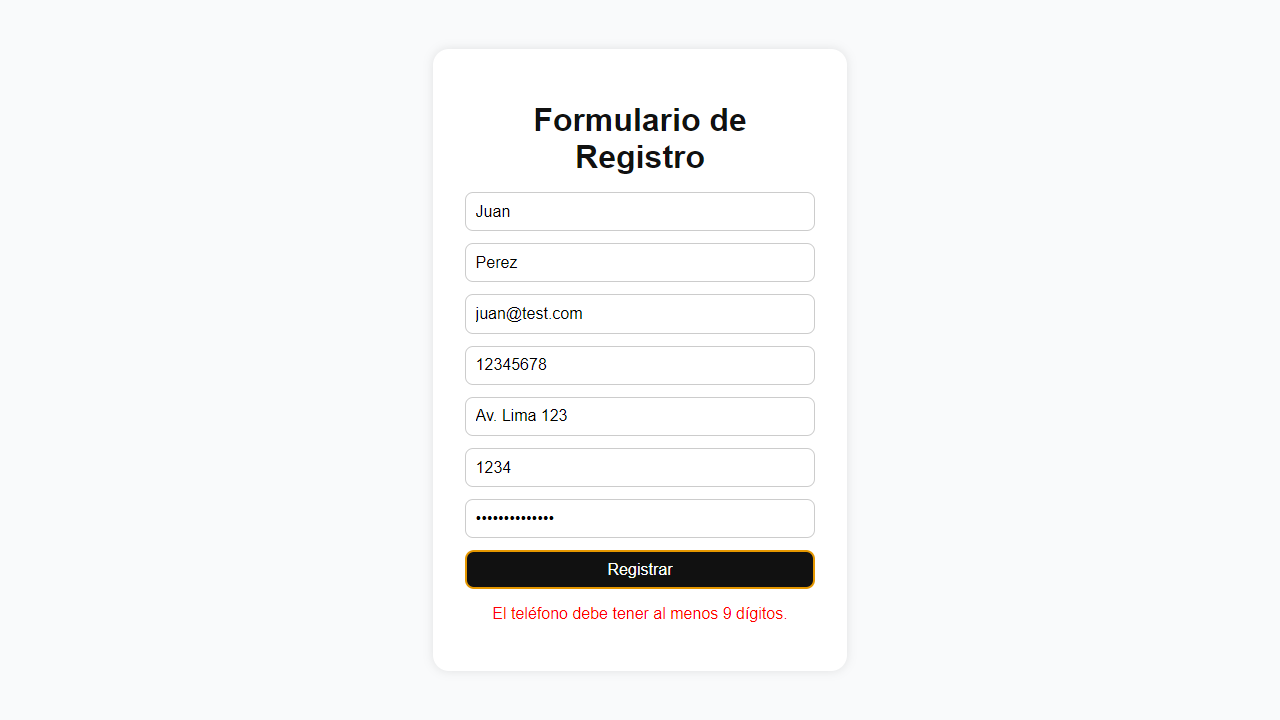 Formulario de
Registro
Juan
Perez
juan@test.com
12345678
Av. Lima 123
1234
••••••••••••••
Registrar
El teléfono debe tener al menos 9 dígitos.